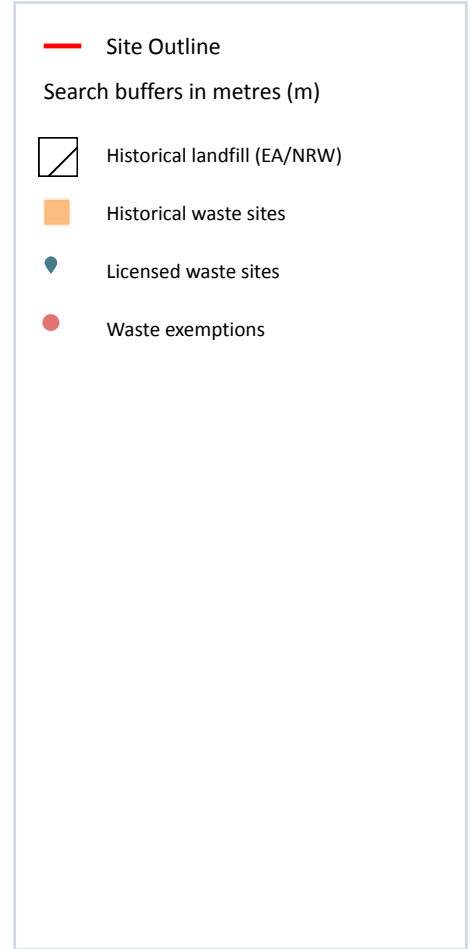 Site Outline
Search buffers in metres (m)
Historical landfill (EA/NRW)
Historical waste sites
Licensed waste sites
Waste exemptions